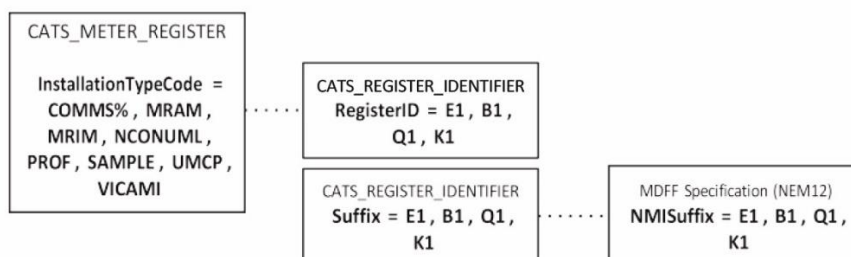 CATS_METER_REGISTER
InstallationTypeCode =
COMMS% , MRAM ,
MRIM , NCONUML ,
PROF , SAMPLE , UMCP ,
VICAMI
CATS_REGISTER_IDENTIFIER
RegisterID = E1 , B1 ,
Q1 , K1
CATS_REGISTER_IDENTIFIER
Suffix = E1 , B1 , Q1 ,
K1
MDFF Specification (NEM12)
NMISuffix = E1 , B1 , Q1 ,
K1